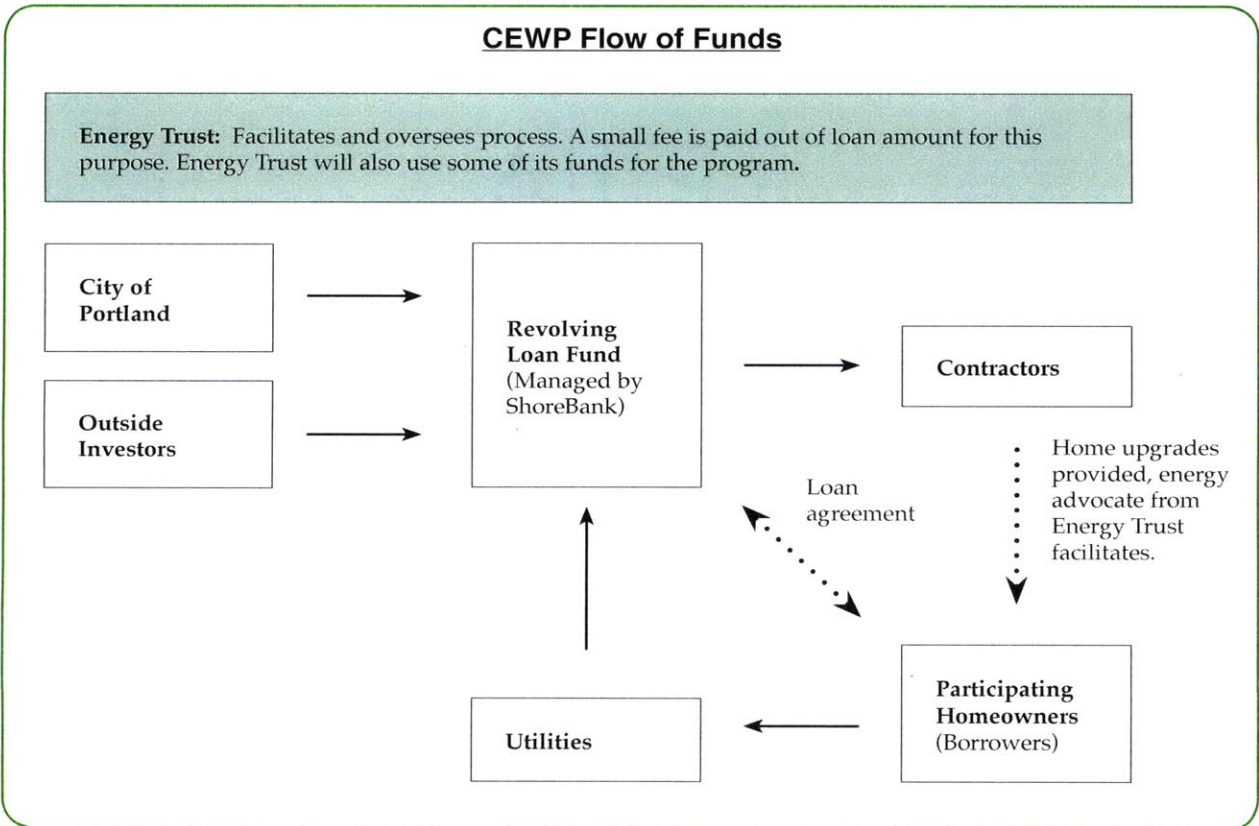 CEWP Flow of Funds
Energy Trust: Facilitates and oversees process. A small fee is paid out of loan amount for this
purpose. Energy Trust will also use some of its funds for the program.
City of
Portland
Outside
Investors
Revolving
Loan Fund
(Managed by
ShoreBank)
Contractors
Home upgrades
provided, energy
advocate from
Energy Trust
facilitates.
Loan
agreement
Utilities
Participating
Homeowners
(Borrowers)